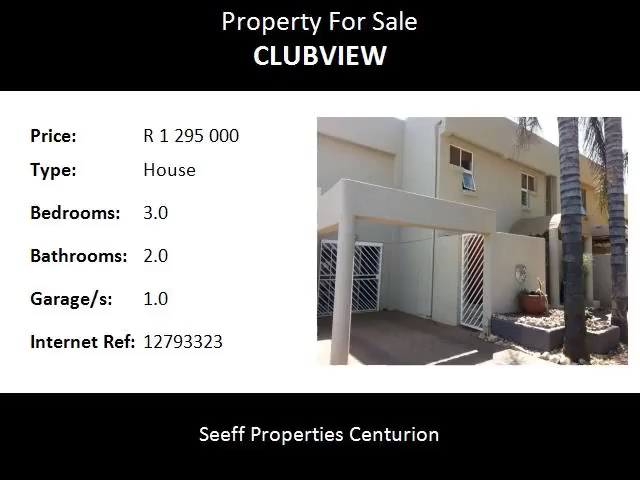 Property For Sale
CLUBVIEW
Price: R 1 295 000
Type: House
Bedrooms: 3.0
Bathrooms: 2.0
Garage/s: 1.0
Internet Ref: 12793323
Seeff Properties Centurion